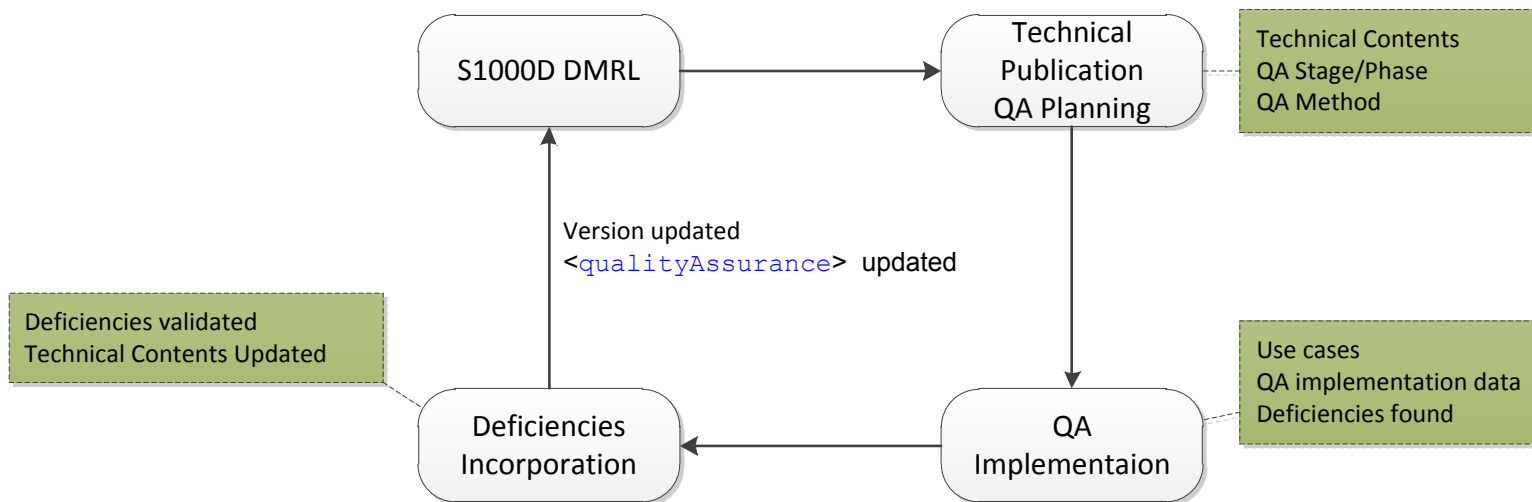 S1000D DMRL
Technical
Publication
QA Planning
Technical Contents
QA Stage/Phase
QA Method
Version updated
<qualityAssurance> updated
Deficiencies validated
Technical Contents Updated
Deficiencies
Incorporation
QA
Implementaion
Use cases
QA implementation data
Deficiencies found